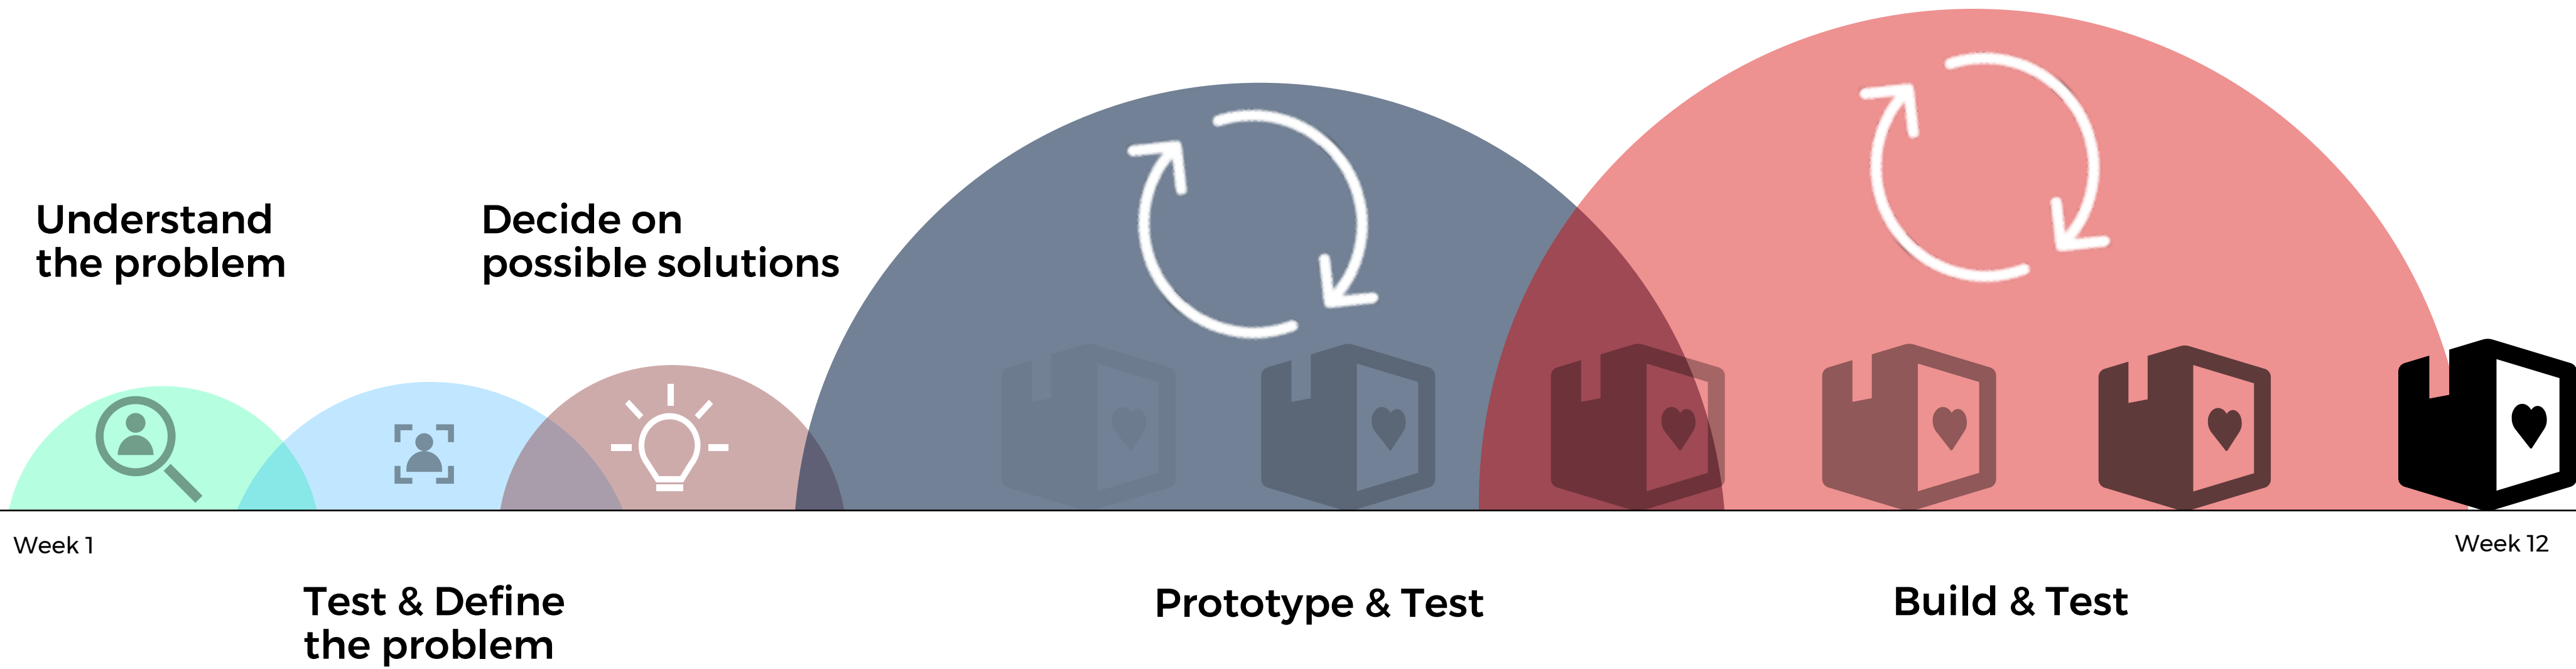 Understand
the problem
Decide on
possible solutions
Week 1
Week 12
Test & Define
the problem
Prototype & Test
Build & Test